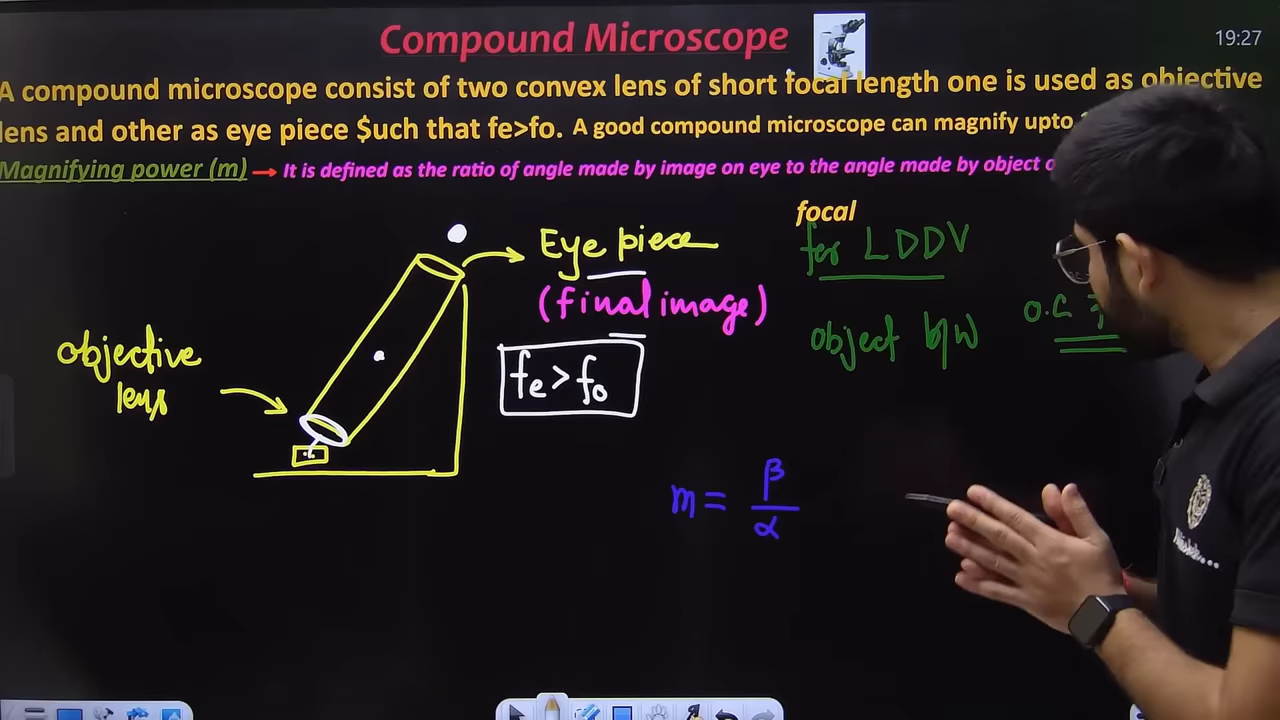 Compound Microscope
19:27
A compound microscope consist of two convex lens of short focal length one is used as objective
lens and other as eye piece $uch that fe>fo. A good compound microscope can magnify upto
Magnifying power (m) → It is defined as the ratio of angle made by image on eye to the angle made by object
focal
for LDDV
Eye piece
(final image)
object b/w
O.C
objective
lens
fe > fo
m = β/α